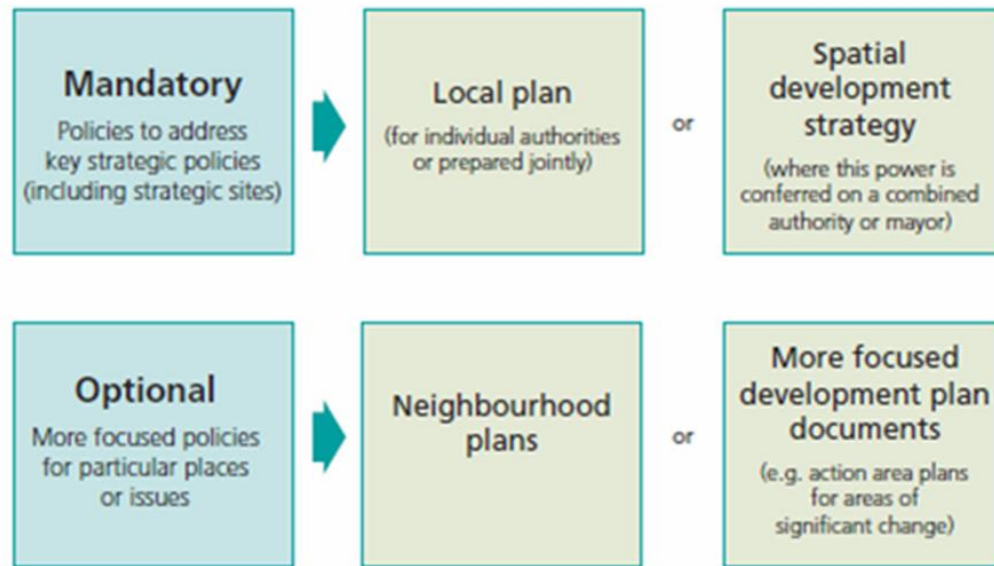 Mandatory
Policies to address
key strategic policies
(including strategic sites)
Local plan
(for individual authorities
or prepared jointly)
or
Spatial
development
strategy
(where this power is
conferred on a combined
authority or mayor)
Optional
More focused policies
for particular places
or issues
Neighbourhood
plans
or
More focused
development plan
documents
(e.g. action area plans
for areas of
significant change)